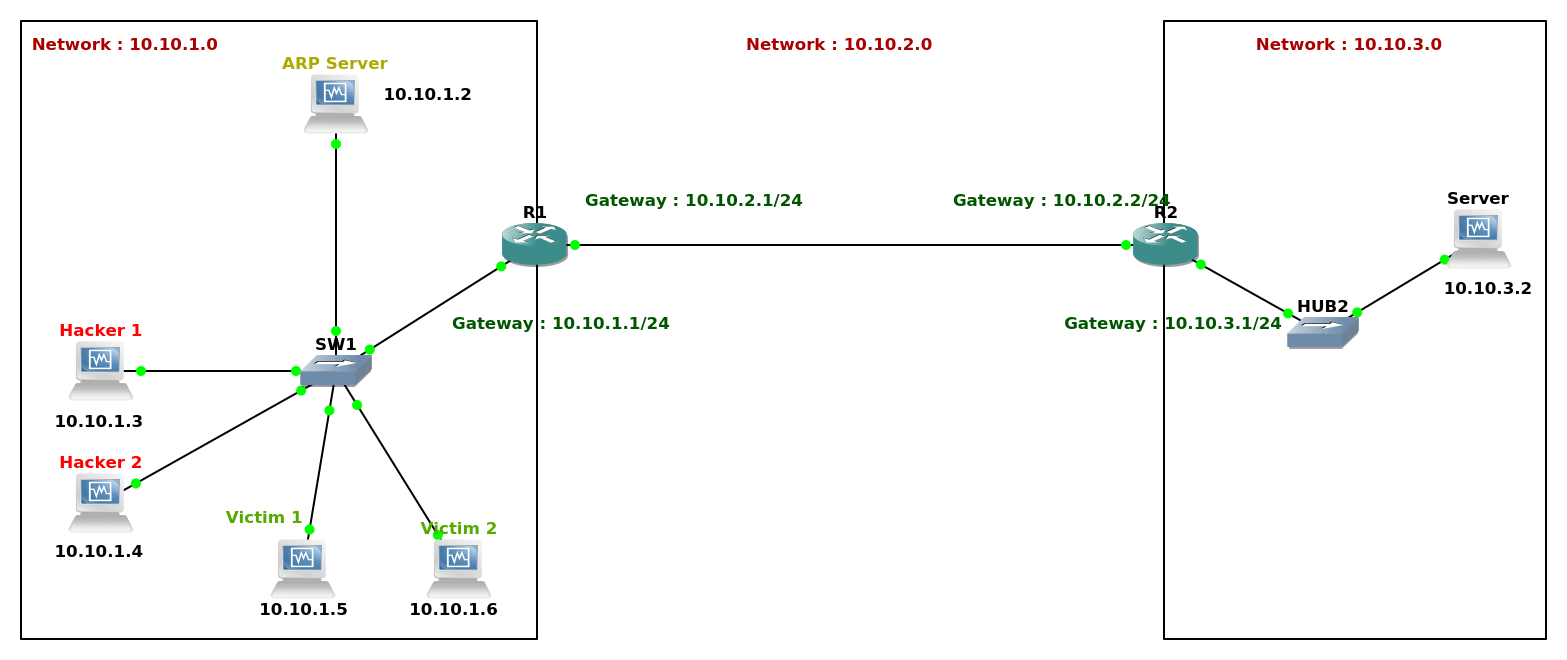 Network : 10.10.1.0
Network : 10.10.2.0
Network : 10.10.3.0
ARP Server
10.10.1.2
Gateway : 10.10.2.1/24
Gateway : 10.10.2.2/24
Server
R1
R2
10.10.3.2
HUB2
Gateway : 10.10.1.1/24
Gateway : 10.10.3.1/24
Hacker 1
SW1
10.10.1.3
Hacker 2
Victim 1
Victim 2
10.10.1.4
10.10.1.5
10.10.1.6